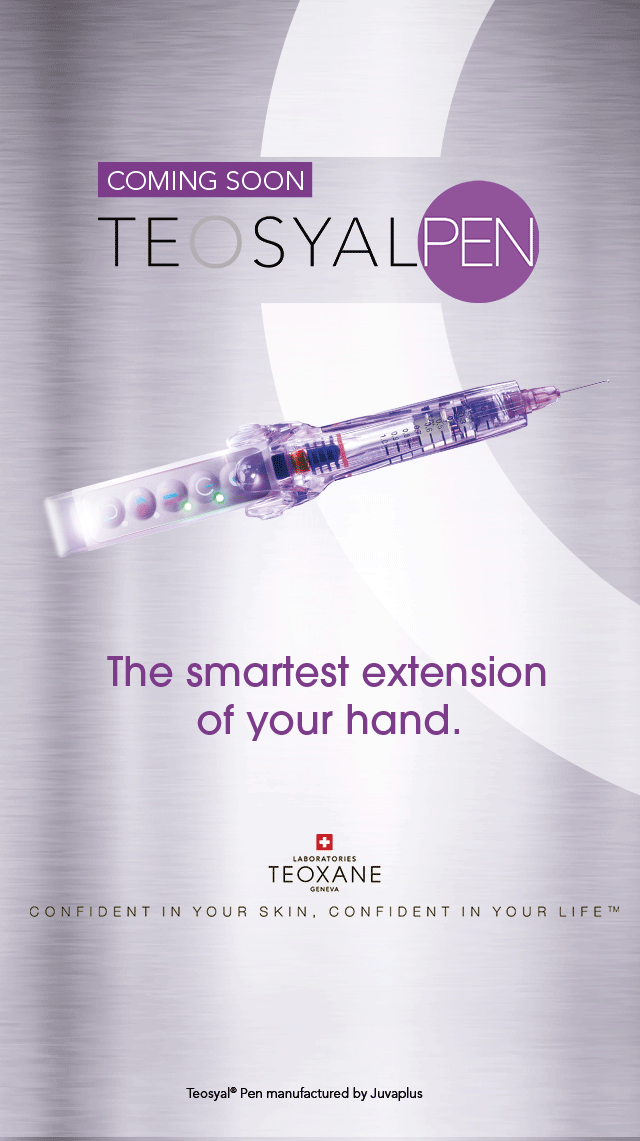 COMING SOON
TEOSYALPEN
The smartest extension
of your hand.
LABORATORIES
TEOXANE
GENEVA
CONFIDENT IN YOUR SKIN, CONFIDENT IN YOUR LIFE™
Teosyal® Pen manufactured by Juvaplus